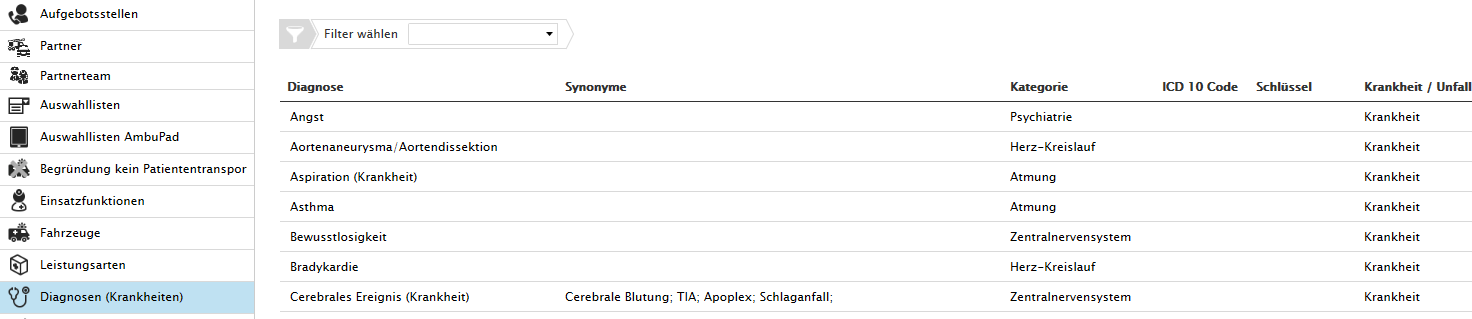 Aufgebotsstellen
Partner
Partnerteam
Auswahllisten
Auswahllisten AmbuPad
Begründung kein Patiententranspor
Einsatzfunktionen
Fahrzeuge
Leistungsarten
Diagnosen (Krankheiten)
Filter wählen
Diagnose Synonyme Kategorie ICD 10 Code Schlüssel Krankheit / Unfall
Angst Psychiatrie Krankheit
Aortenaneurysma/Aortendissektion Herz-Kreislauf Krankheit
Aspiration (Krankheit) Atmung Krankheit
Asthma Atmung Krankheit
Bewusstlosigkeit Zentralnervensystem Krankheit
Bradykardie Herz-Kreislauf Krankheit
Cerebrales Ereignis (Krankheit) Cerebrale Blutung; TIA; Apoplex; Schlaganfall; Zentralnervensystem Krankheit